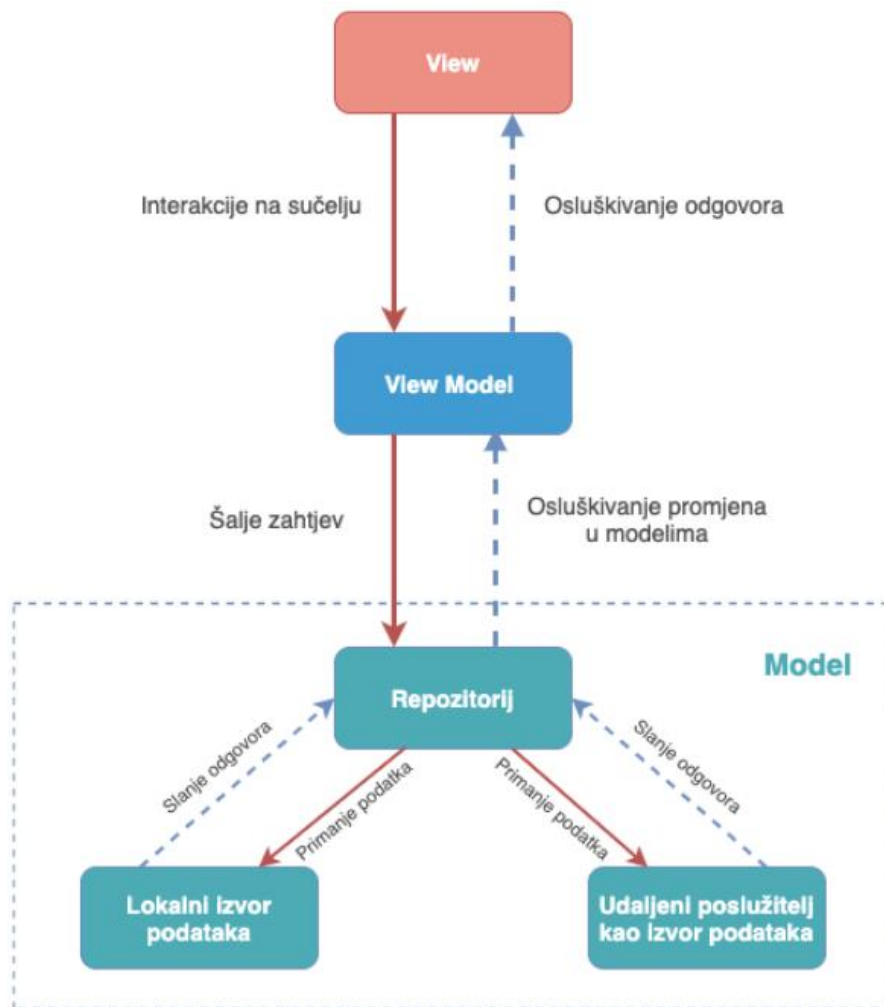 View
Interakcije na sučelju
Osluškivanje odgovora
View Model
Šalje zahtjev
Osluškivanje promjena
u modelima
Model
Repozitorij
Slanje odgovora
Primanje podatka
Primanje podatka
Slanje odgovora
Lokalni izvor
podataka
Udaljeni poslužitelj
kao izvor podataka